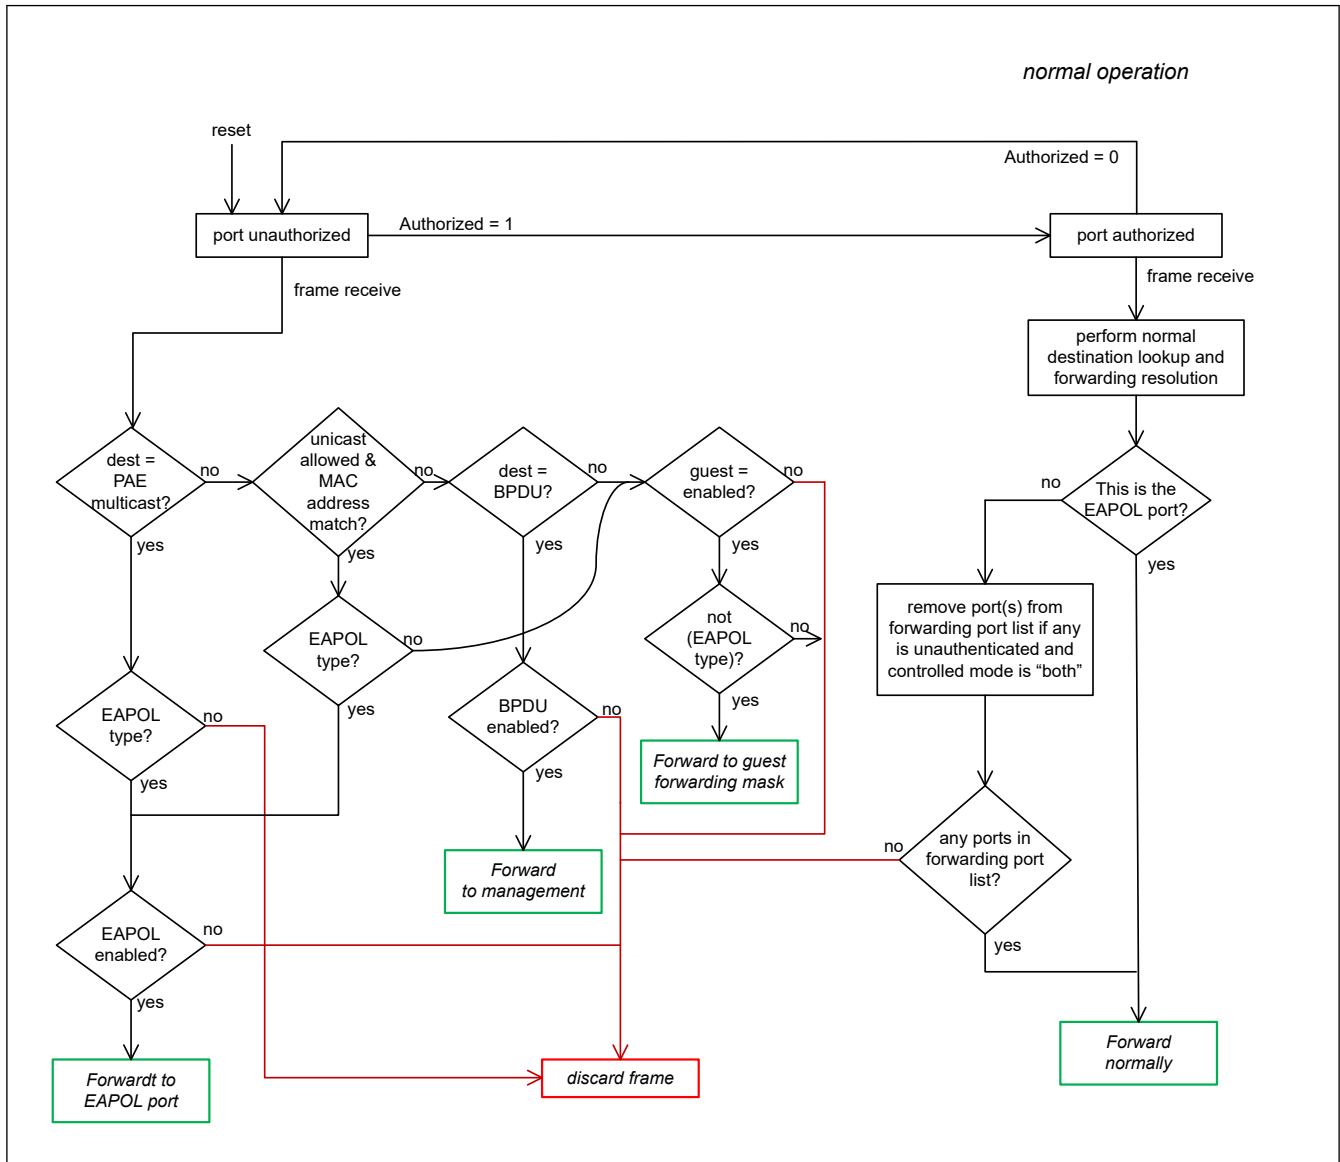 normal operation
reset
Authorized = 0
port unauthorized
Authorized = 1
port authorized
frame receive
frame receive
perform normal
destination lookup and
forwarding resolution
dest =
PAE
multicast?
no
unicast
allowed &
MAC
address
match?
no
dest =
BPDU?
no
guest =
enabled?
no
no
This is the
EAPOL port?
yes
yes
yes
yes
yes
EAPOL
type?
no
not
(EAPOL
type)?
no
remove port(s) from
forwarding port list if any
is unauthenticated and
controlled mode is “both”
yes
yes
EAPOL
type?
no
BPDU
enabled?
no
yes
yes
Forward to guest
forwarding mask
Forward
to management
no
any ports in
forwarding port
list?
yes
EAPOL
enabled?
no
yes
Forwardt to
EAPOL port
discard frame
Forward
normally